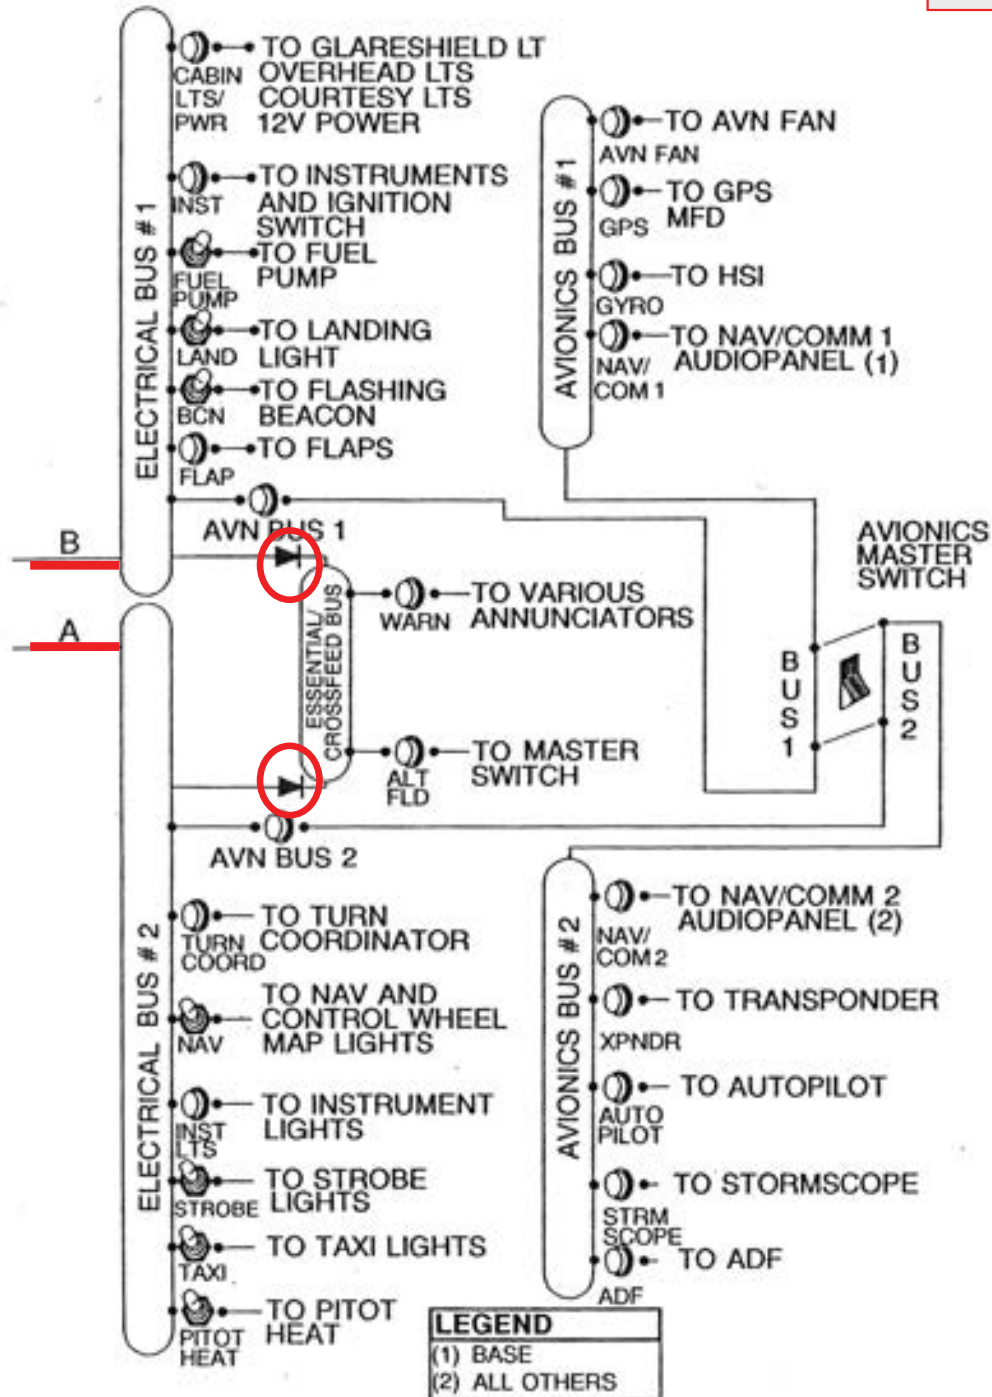 ELECTRICAL BUS #1
TO GLARESHIELD LT
OVERHEAD LTS
COURTESY LTS
12V POWER
CABIN
LTS/
PWR
TO INSTRUMENTS
AND IGNITION
SWITCH
INST
TO FUEL
PUMP
FUEL
PUMP
TO LANDING
LIGHT
LAND
TO FLASHING
BEACON
BCN
TO FLAPS
FLAP
AVN BUS 1
B
A
ESSENTIAL/
CROSSFEED BUS
TO VARIOUS
ANNUNCIATORS
WARN
TO MASTER
SWITCH
ALT
FLD
AVIONICS BUS #1
TO AVN FAN
AVN FAN
TO GPS
MFD
GPS
TO HSI
GYRO
TO NAV/COMM 1
AUDIOPANEL (1)
NAV/
COM 1
AVIONICS
MASTER
SWITCH
BUS 1
BUS 2
ELECTRICAL BUS #2
AVN BUS 2
TO TURN
COORDINATOR
TURN
COORD
TO NAV AND
CONTROL WHEEL
MAP LIGHTS
NAV
TO INSTRUMENT
LIGHTS
INST
LTS
TO STROBE
LIGHTS
STROBE
TO TAXI LIGHTS
TAXI
TO PITOT
HEAT
PITOT
HEAT
AVIONICS BUS #2
TO NAV/COMM 2
AUDIOPANEL (2)
NAV/
COM 2
TO TRANSPONDER
XPNDR
TO AUTOPILOT
AUTO
PILOT
TO STORMSCOPE
STRM
SCOPE
TO ADF
ADF
LEGEND
(1) BASE
(2) ALL OTHERS